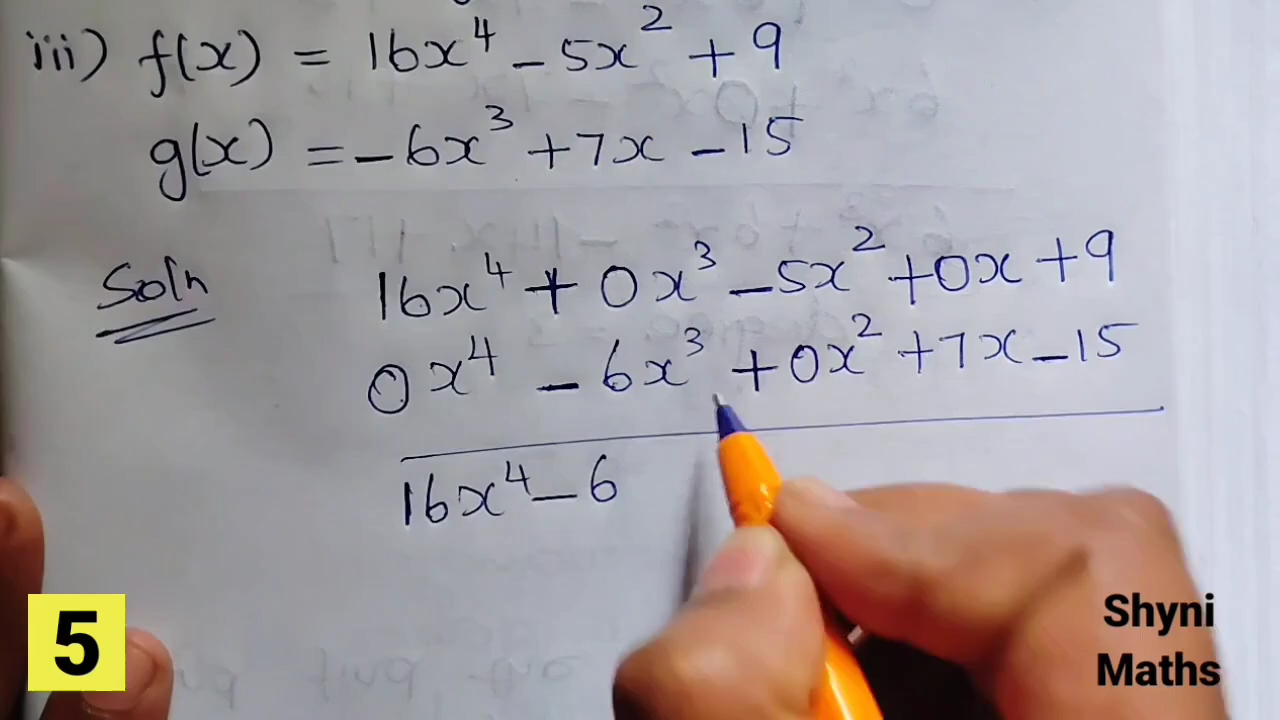 iii) f(x) = 16x⁴ - 5x² + 9
g(x) = -6x³ + 7x - 15
Soln
16x⁴ + 0x³ - 5x² + 0x + 9
0x⁴ - 6x³ + 0x² + 7x - 15
16x⁴ - 6
5
Shyni
Maths